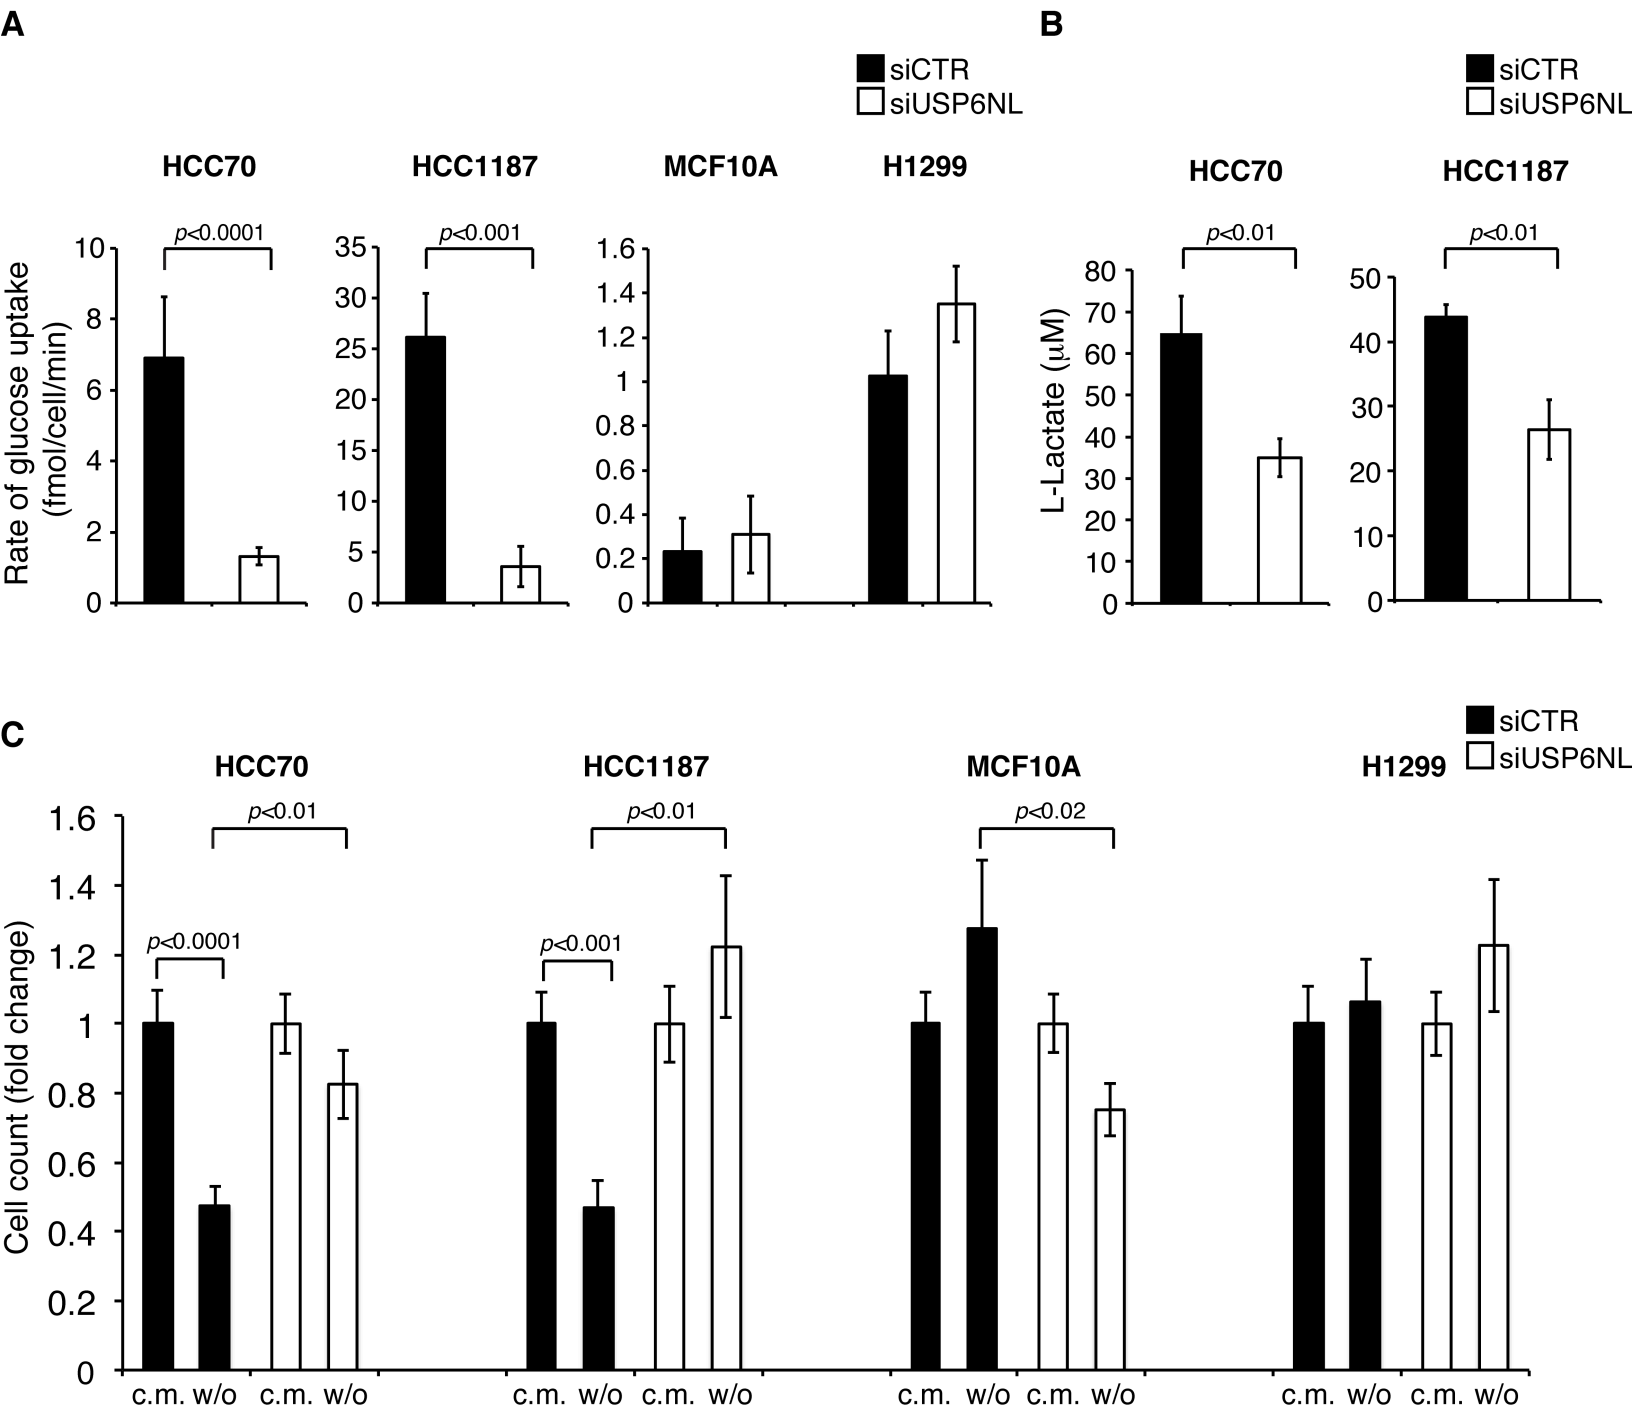 A
B
siCTR
siUSP6NL
siCTR
siUSP6NL
HCC70
HCC1187
MCF10A
H1299
HCC70
HCC1187
Rate of glucose uptake
(fmol/cell/min)
p<0.0001
10
8
6
4
2
0
p<0.001
35
30
25
20
15
10
5
0
1.6
1.4
1.2
1
0.8
0.6
0.4
0.2
0
L-Lactate (μM)
p<0.01
80
70
60
50
40
30
20
10
0
p<0.01
50
40
30
20
10
0
C
siCTR
siUSP6NL
HCC70
HCC1187
MCF10A
H1299
Cell count (fold change)
1.6
1.4
1.2
1
0.8
0.6
0.4
0.2
0
p<0.01
p<0.0001
p<0.01
p<0.001
p<0.02
c.m. w/o c.m. w/o c.m. w/o c.m. w/o c.m. w/o c.m. w/o c.m. w/o c.m. w/o